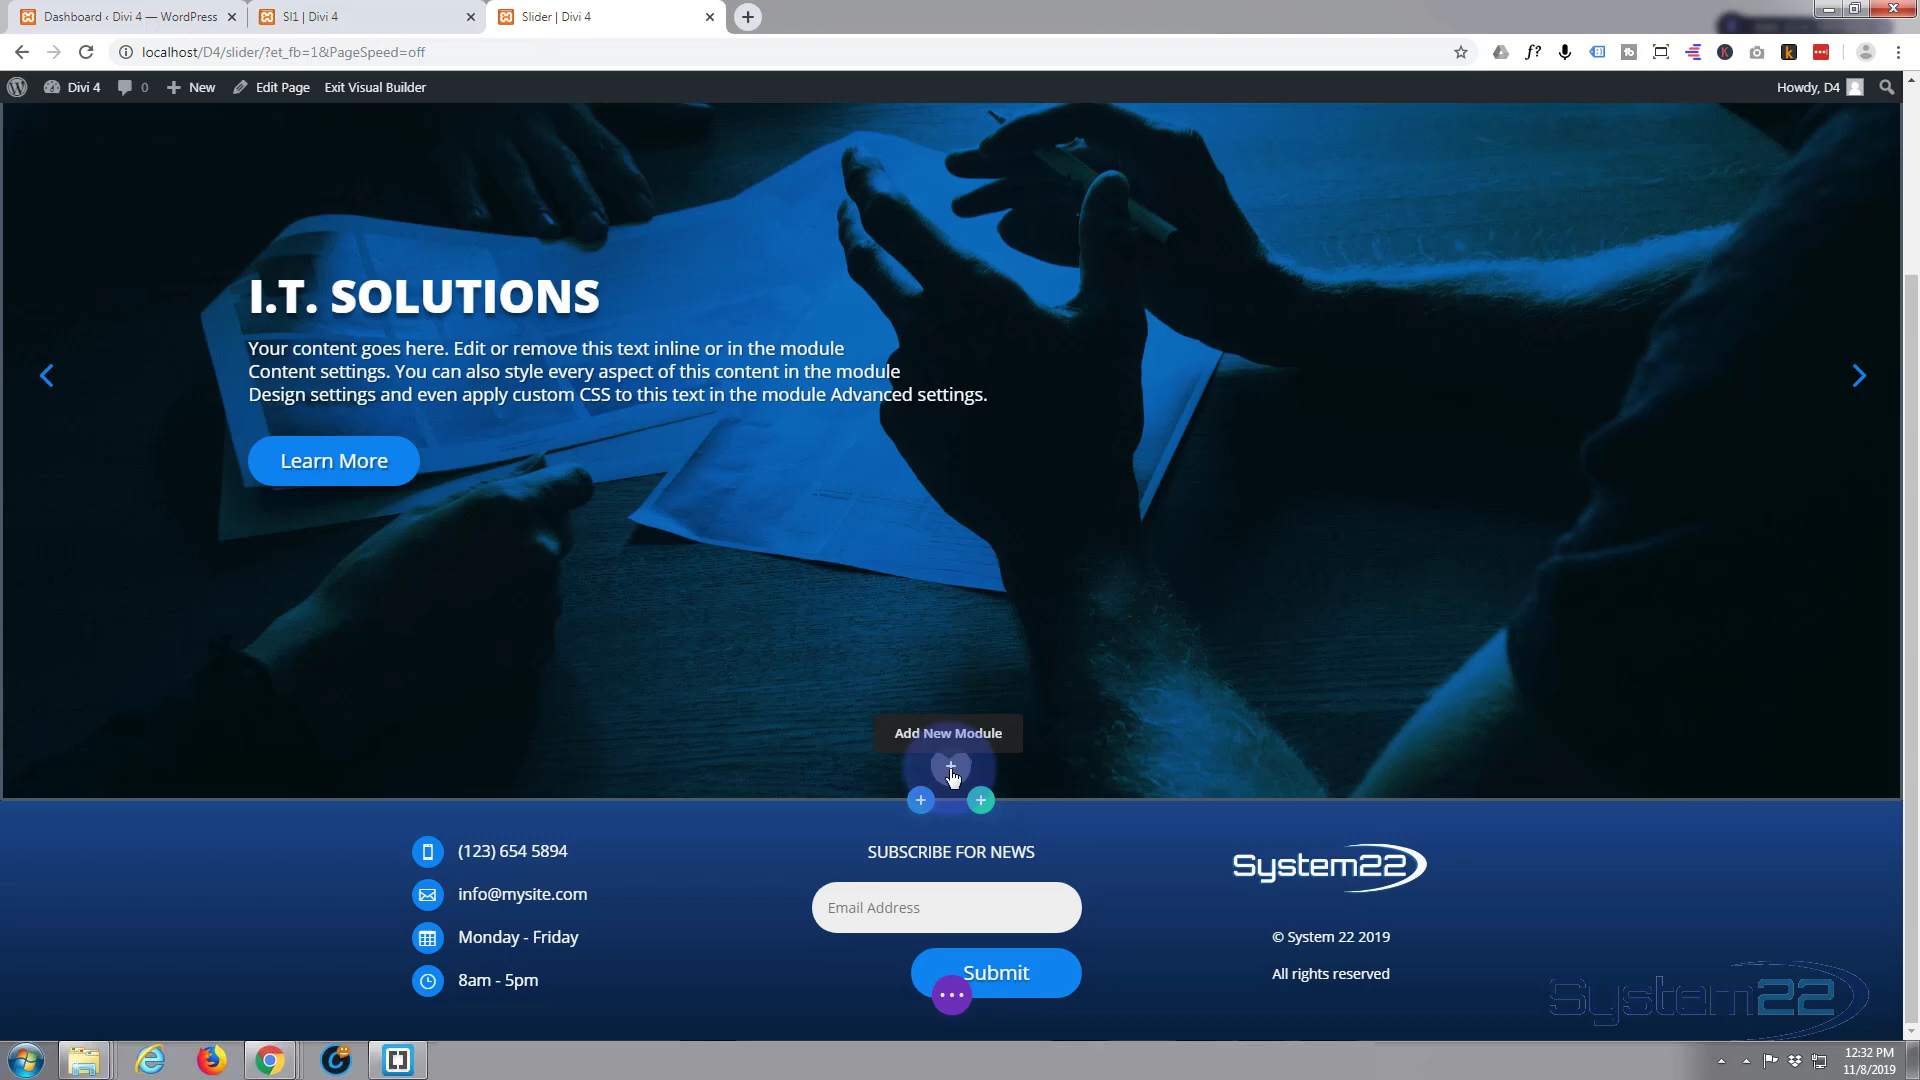 Dashboard ‹ Divi 4 — WordPress
Sl1 | Divi 4
Slider | Divi 4
localhost/D4/slider/?et_fb=1&PageSpeed=off
Divi 4
0
New
Edit Page
Exit Visual Builder
Howdy, D4
I.T. SOLUTIONS
Your content goes here. Edit or remove this text inline or in the module
Content settings. You can also style every aspect of this content in the module
Design settings and even apply custom CSS to this text in the module Advanced settings.
Learn More
Add New Module
(123) 654 5894
info@mysite.com
Monday - Friday
8am - 5pm
SUBSCRIBE FOR NEWS
Email Address
Submit
System22
© System 22 2019
All rights reserved
System22
12:32 PM
11/8/2019